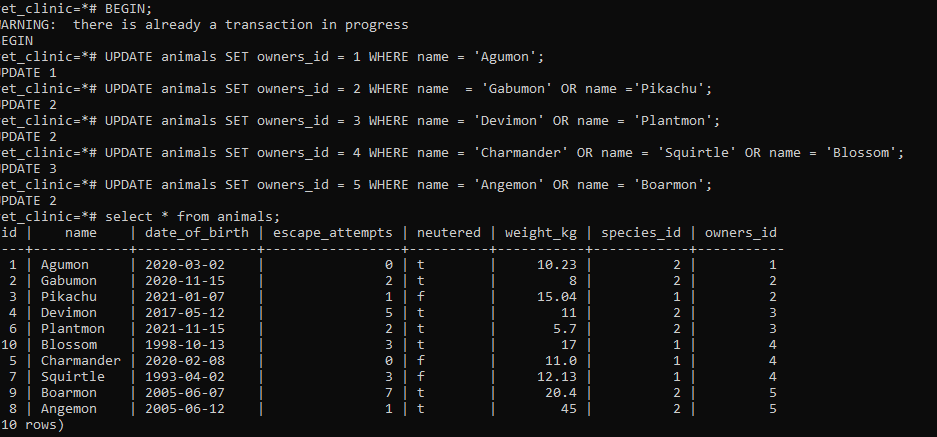 et_clinic=*# BEGIN;
WARNING:  there is already a transaction in progress
BEGIN
et_clinic=*# UPDATE animals SET owners_id = 1 WHERE name = 'Agumon';
UPDATE 1
et_clinic=*# UPDATE animals SET owners_id = 2 WHERE name  = 'Gabumon' OR name ='Pikachu';
UPDATE 2
et_clinic=*# UPDATE animals SET owners_id = 3 WHERE name = 'Devimon' OR name = 'Plantmon';
UPDATE 2
et_clinic=*# UPDATE animals SET owners_id = 4 WHERE name = 'Charmander' OR name = 'Squirtle' OR name = 'Blossom';
UPDATE 3
et_clinic=*# UPDATE animals SET owners_id = 5 WHERE name = 'Angemon' OR name = 'Boarmon';
UPDATE 2
et_clinic=*# select * from animals;
id |    name    | date_of_birth | escape_attempts | neutered | weight_kg | species_id | owners_id
---+------------+---------------+-----------------+----------+-----------+------------+-----------
 1 | Agumon     | 2020-03-02    |               0 | t        |     10.23 |          2 |         1
 2 | Gabumon    | 2020-11-15    |               2 | t        |         8 |          2 |         2
 3 | Pikachu    | 2021-01-07    |               1 | f        |     15.04 |          1 |         2
 4 | Devimon    | 2017-05-12    |               5 | t        |        11 |          2 |         3
 6 | Plantmon   | 2021-11-15    |               2 | t        |       5.7 |          2 |         3
10 | Blossom    | 1998-10-13    |               3 | t        |        17 |          1 |         4
 5 | Charmander | 2020-02-08    |               0 | f        |      11.0 |          1 |         4
 7 | Squirtle   | 1993-04-02    |               3 | f        |     12.13 |          1 |         4
 9 | Boarmon    | 2005-06-07    |               7 | t        |      20.4 |          2 |         5
 8 | Angemon    | 2005-06-12    |               1 | t        |        45 |          2 |         5
10 rows)